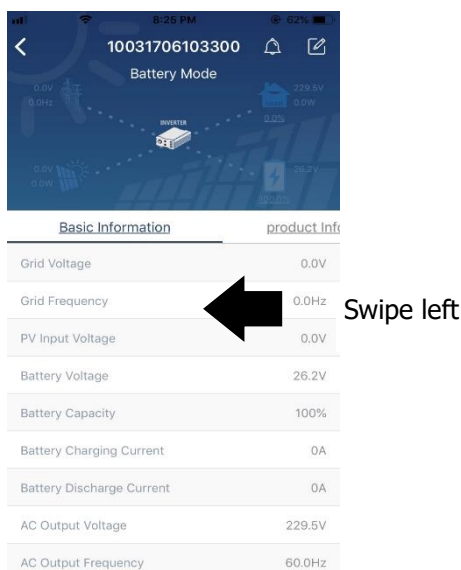 8:25 PM 62%
10031706103300
Battery Mode
0.0V
0.0Hz
229.5V
0.0W
0.0%
INVERTER
0.0V
0.0W
26.2V
100.0%
Basic Information product Info
Grid Voltage 0.0V
Grid Frequency 0.0Hz
Swipe left
PV Input Voltage 0.0V
Battery Voltage 26.2V
Battery Capacity 100%
Battery Charging Current 0A
Battery Discharge Current 0A
AC Output Voltage 229.5V
AC Output Frequency 60.0Hz